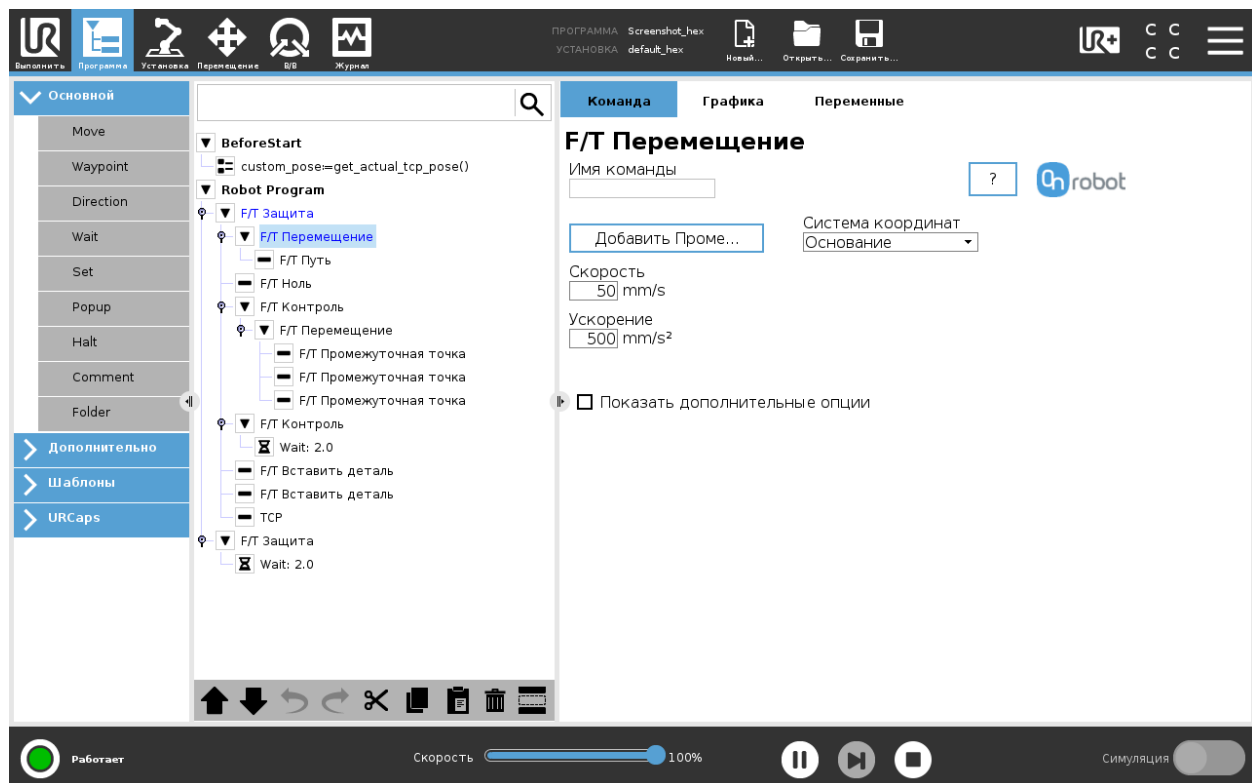 ПРОГРАММА Screenshot_hex
УСТАНОВКА default_hex
Выполнить
Программа
Установка
Перемещение
В/В
Журнал
Новый...
Открыть...
Сохранить...
UR+
C C
C C
Основной
Move
Waypoint
Direction
Wait
Set
Popup
Halt
Comment
Folder
Дополнительно
Шаблоны
URCaps
BeforeStart
custom_pose≔get_actual_tcp_pose()
Robot Program
F/T Защита
F/T Перемещение
F/T Путь
F/T Ноль
F/T Контроль
F/T Перемещение
F/T Промежуточная точка
F/T Промежуточная точка
F/T Промежуточная точка
F/T Контроль
Wait: 2.0
F/T Вставить деталь
F/T Вставить деталь
TCP
F/T Защита
Wait: 2.0
Команда
Графика
Переменные
F/T Перемещение
Имя команды
?
On robot
Добавить Проме...
Система координат
Основание
Скорость
50 mm/s
Ускорение
500 mm/s²
Показать дополнительные опции
Работает
Скорость
100%
Симуляция